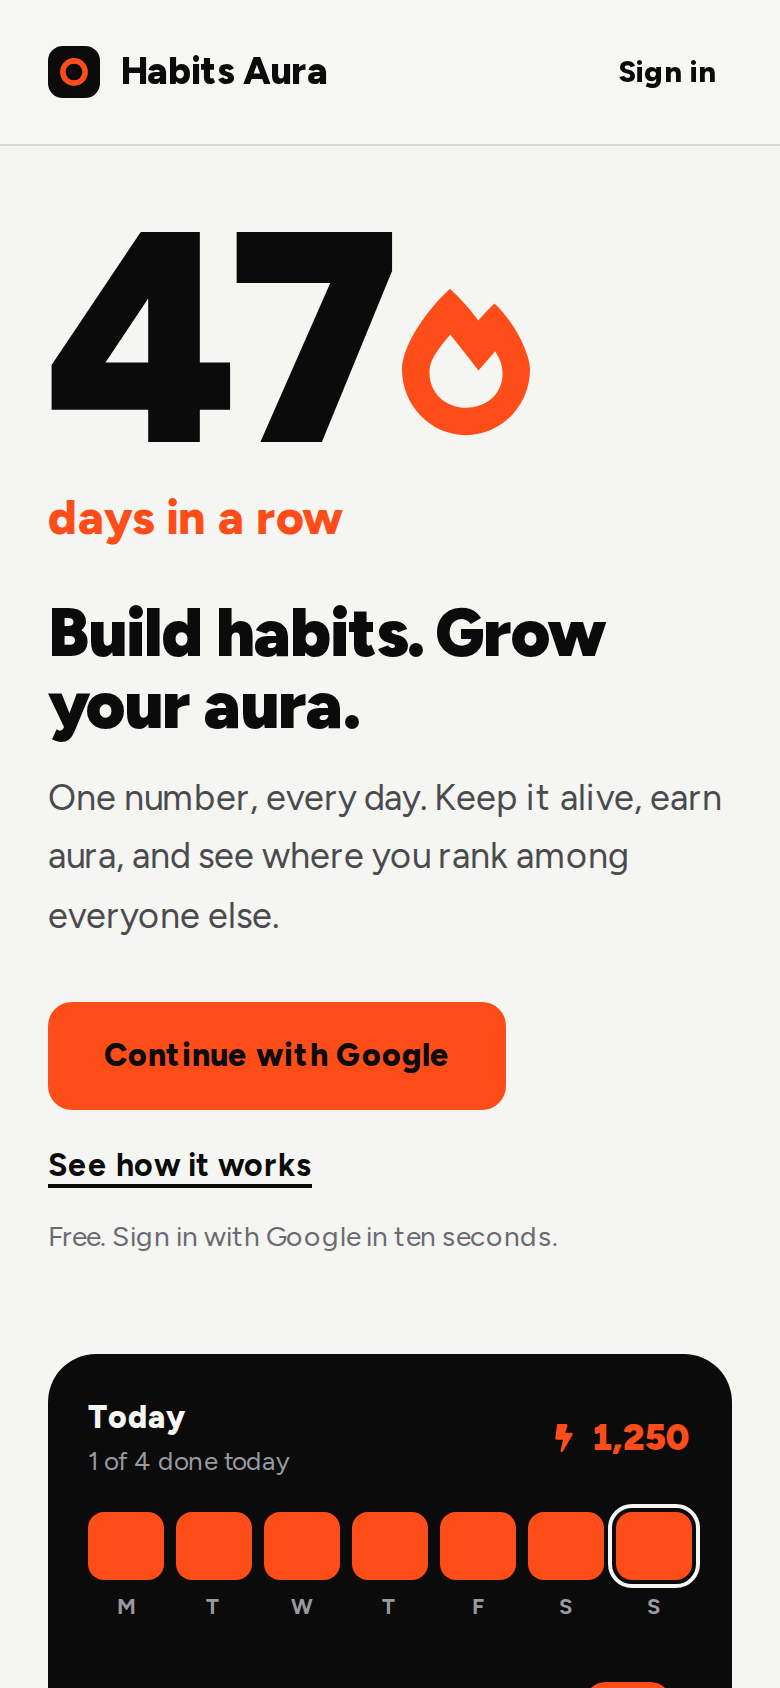 Habits Aura
Sign in
47
days in a row
Build habits. Grow
your aura.
One number, every day. Keep it alive, earn
aura, and see where you rank among
everyone else.
Continue with Google
See how it works
Free. Sign in with Google in ten seconds.
Today
1,250
1 of 4 done today
M T W T F S S